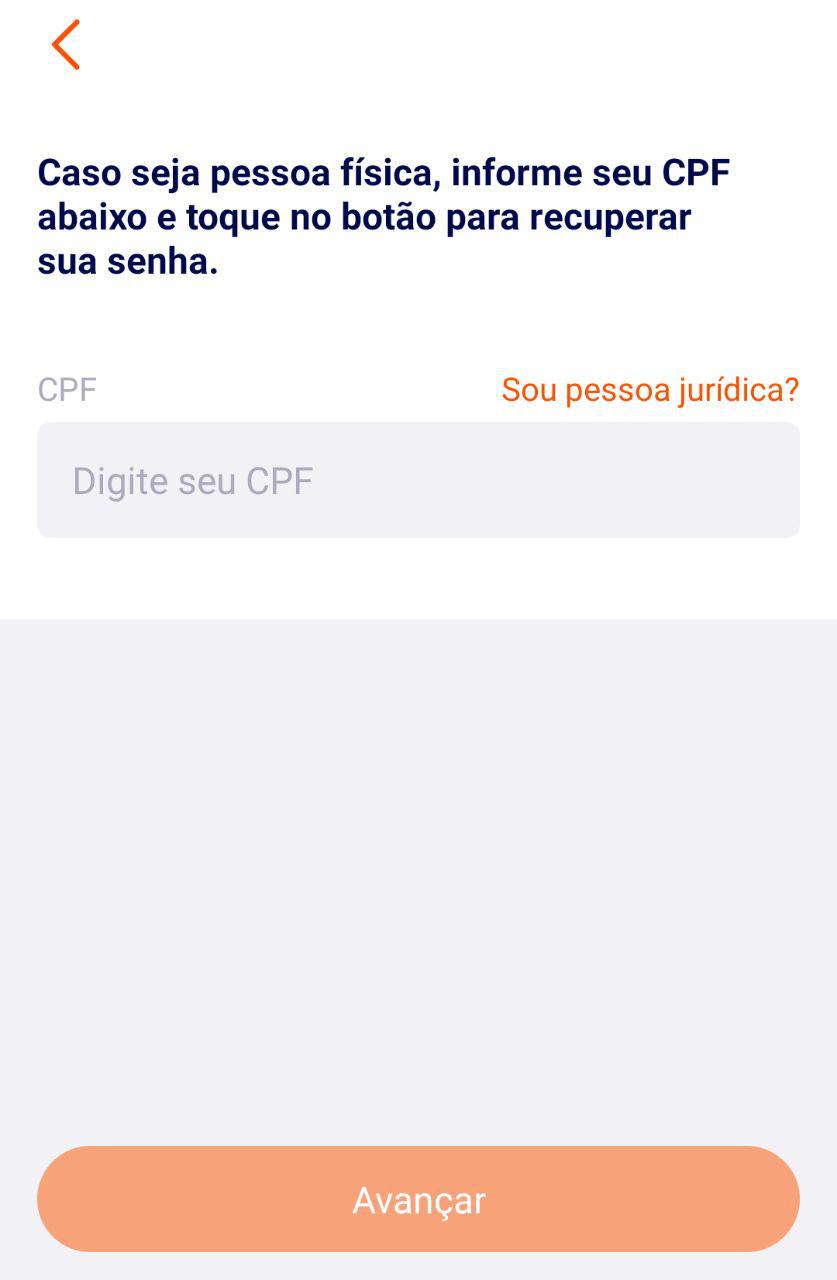 Caso seja pessoa física, informe seu CPF
abaixo e toque no botão para recuperar
sua senha.
CPF
Sou pessoa jurídica?
Digite seu CPF
Avançar